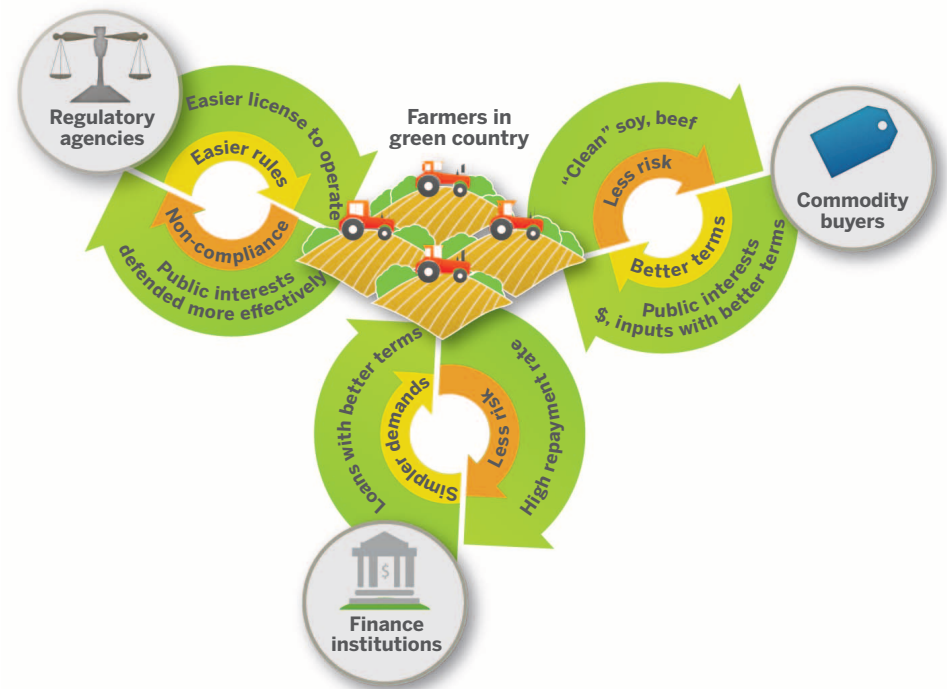 Regulatory
agencies
Easier license to operate
Easier rules
Non-compliance
Public interests
defended more effectively
Farmers in
green country
"Clean" soy, beef
Less risk
Better terms
Public interests
$, inputs with better terms
Commodity
buyers
Loans with better terms
Simpler demands
Less risk
High repayment rate
$
Finance
institutions